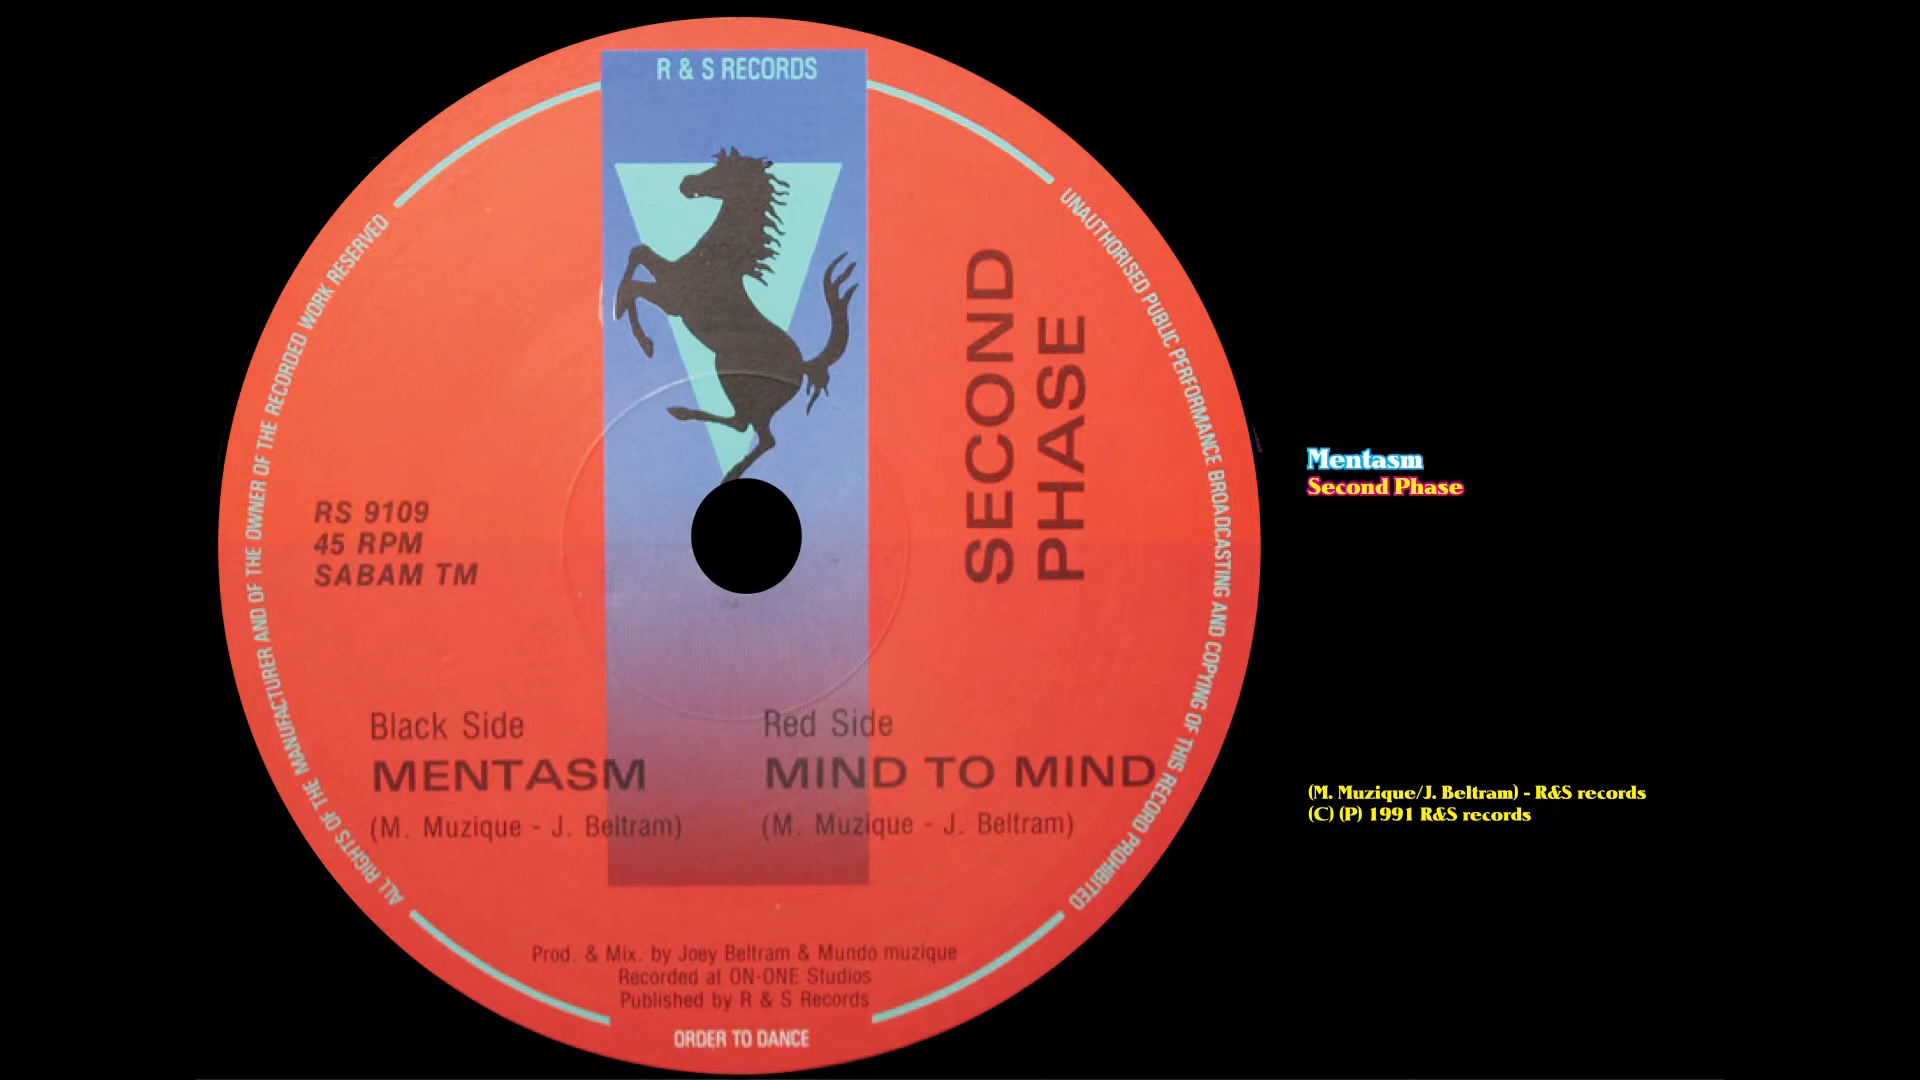 R & S RECORDS
ALL RIGHTS OF THE MANUFACTURER AND OF THE OWNER OF THE RECORDED WORK RESERVED
UNAUTHORISED PUBLIC PERFORMANCE BROADCASTING AND COPYING OF THIS RECORD PROHIBITED
SECOND
PHASE
RS 9109
45 RPM
SABAM TM
Black Side
MENTASM
(M. Muzique - J. Beltram)
Red Side
MIND TO MIND
(M. Muzique - J. Beltram)
Prod. & Mix. by Joey Beltram & Mundo muzique
Recorded at ON-ONE Studios
Published by R & S Records
ORDER TO DANCE
Mentasm
Second Phase
(M. Muzique/J. Beltram) - R&S records
(C) (P) 1991 R&S records